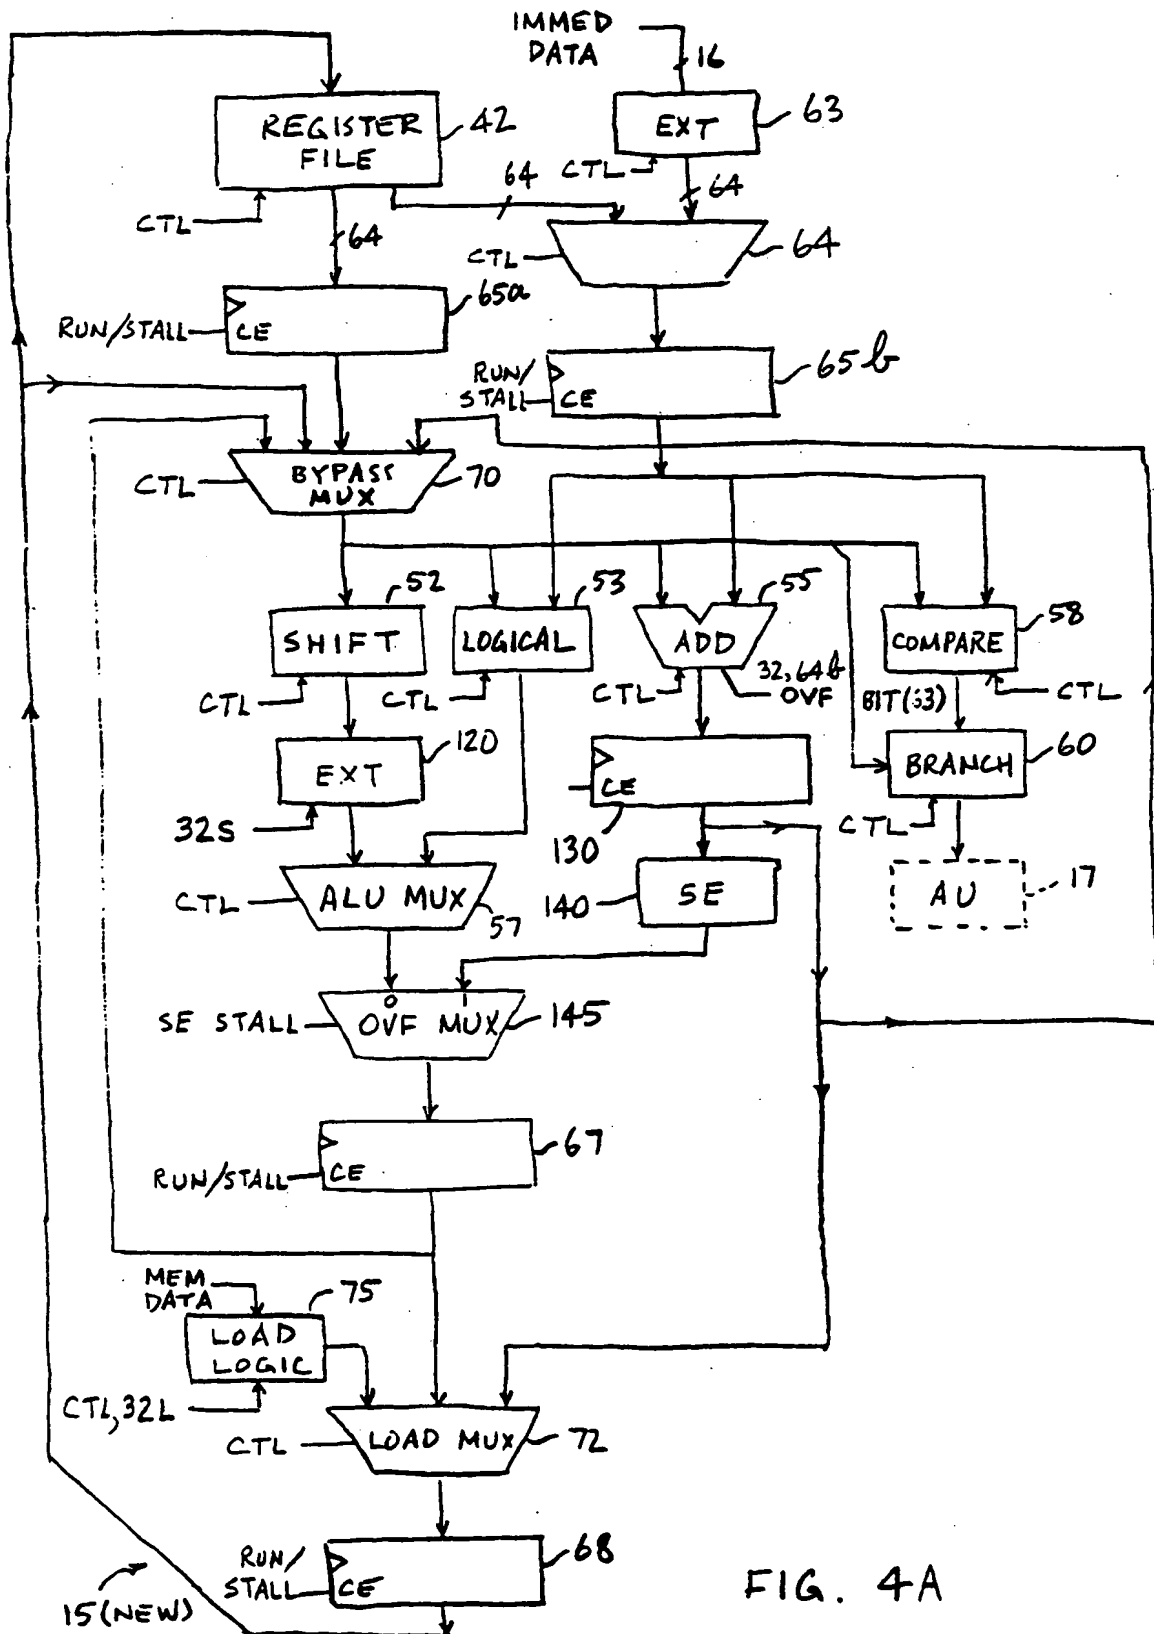 IMMED
DATA
16
REGISTER
FILE
42
EXT
63
CTL
64
64
CTL
64
CTL
64
65a
RUN/STALL
CE
RUN/
STALL
CE
65b
BYPASS
MUX
CTL
70
SHIFT
52
LOGICAL
53
ADD
55
COMPARE
58
CTL
CTL
CTL
32, 64b
OVF
BIT(63)
CTL
EXT
120
32S
CE
130
BRANCH
60
CTL
ALU MUX
CTL
57
SE
140
AU
17
0
1
SE STALL
OVF MUX
145
RUN/STALL
CE
67
MEM
DATA
75
LOAD
LOGIC
CTL,32L
CTL
LOAD MUX
72
RUN/
STALL
CE
68
15(NEW)
FIG. 4A